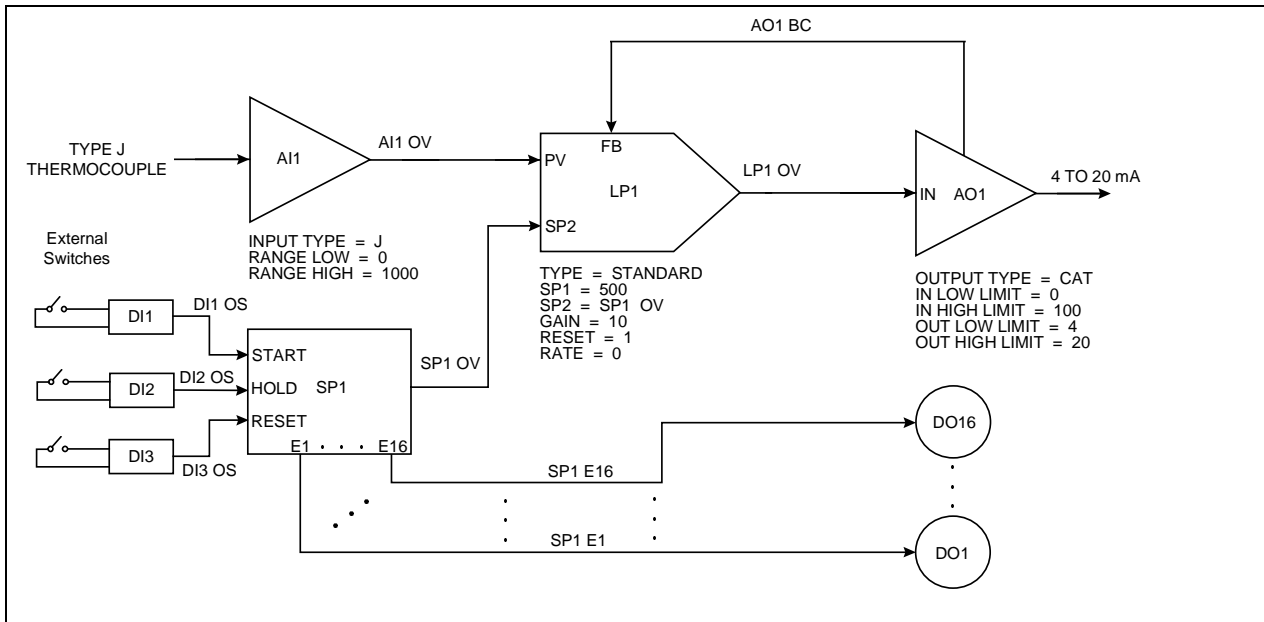 AO1 BC
TYPE J
THERMOCOUPLE
AI1
AI1 OV
PV
FB
LP1
SP2
LP1 OV
IN
AO1
4 TO 20 mA
INPUT TYPE = J
RANGE LOW = 0
RANGE HIGH = 1000
TYPE = STANDARD
SP1 = 500
SP2 = SP1 OV
GAIN = 10
RESET = 1
RATE = 0
OUTPUT TYPE = CAT
IN LOW LIMIT = 0
IN HIGH LIMIT = 100
OUT LOW LIMIT = 4
OUT HIGH LIMIT = 20
External
Switches
DI1
DI1 OS
DI2
DI2 OS
DI3
DI3 OS
START
HOLD
SP1
RESET
E1 . . . E16
SP1 OV
SP1 E16
SP1 E1
DO16
DO1